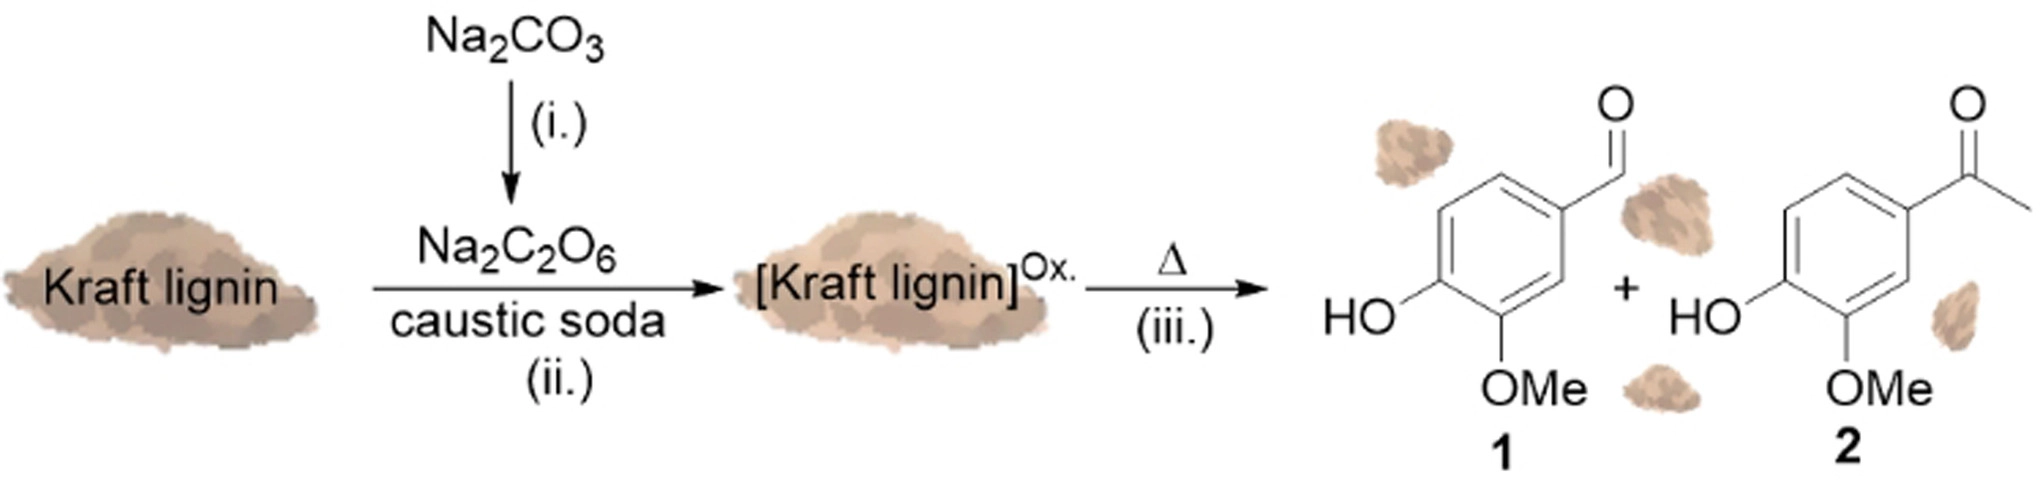 Na₂CO₃
(i.)
Kraft lignin
Na₂C₂O₆
caustic soda
(ii.)
[Kraft lignin]ᴼˣ·
Δ
(iii.)
O
HO
OMe
1
+
O
HO
OMe
2